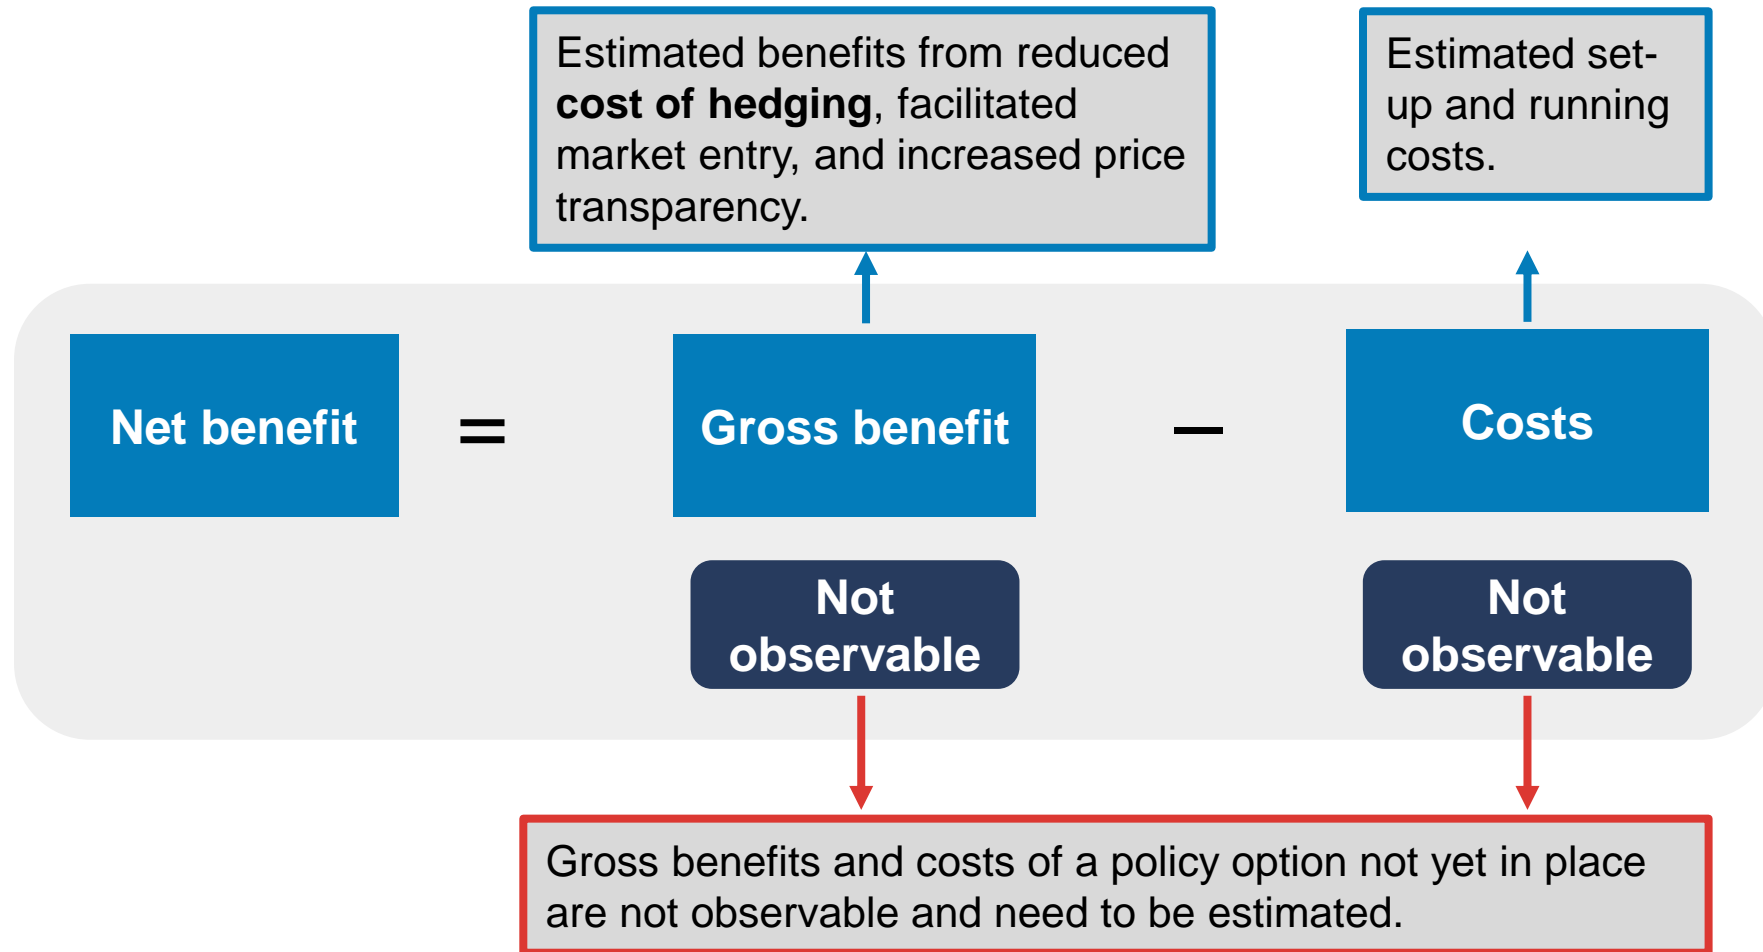 Estimated benefits from reduced
cost of hedging, facilitated
market entry, and increased price
transparency.
Estimated set-
up and running
costs.
Net benefit
=
Gross benefit
–
Costs
Not
observable
Not
observable
Gross benefits and costs of a policy option not yet in place
are not observable and need to be estimated.